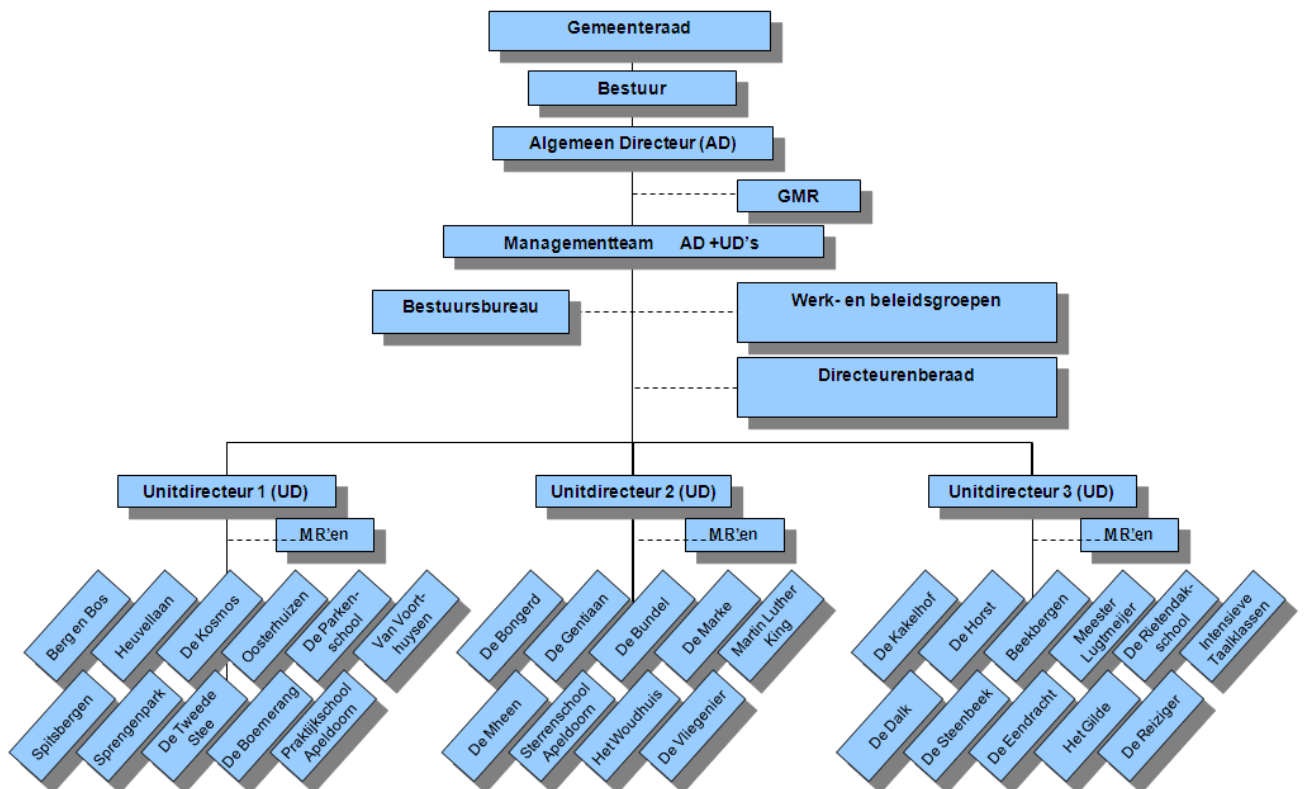 Gemeenteraad
Bestuur
Algemeen Directeur (AD)
GMR
Managementteam AD +UD's
Bestuursbureau
Werk- en beleidsgroepen
Directeurenberaad
Unitdirecteur 1 (UD)
Unitdirecteur 2 (UD)
Unitdirecteur 3 (UD)
MR'en
MR'en
MR'en
Berg en Bos
Heuvellaan
De Kosmos
Oosterhuizen
De Parken-
school
Van Voort-
huysen
De Bongerd
De Gentiaan
De Bundel
De Marke
Martin Luther
King
De Kakelhof
De Horst
Beekbergen
Meester
Lugtmeijer
De Rietendak-
school
Intensieve
Taalklassen
Spitsbergen
Sprengenpark
De Tweede
Stee
De Boemerang
Praktijkschool
Apeldoorn
De Mheen
Sterrenschool
Apeldoorn
Het Woudhuis
De Vliegenier
De Dalk
De Steenbeek
De Eendracht
Het Gilde
De Reiziger